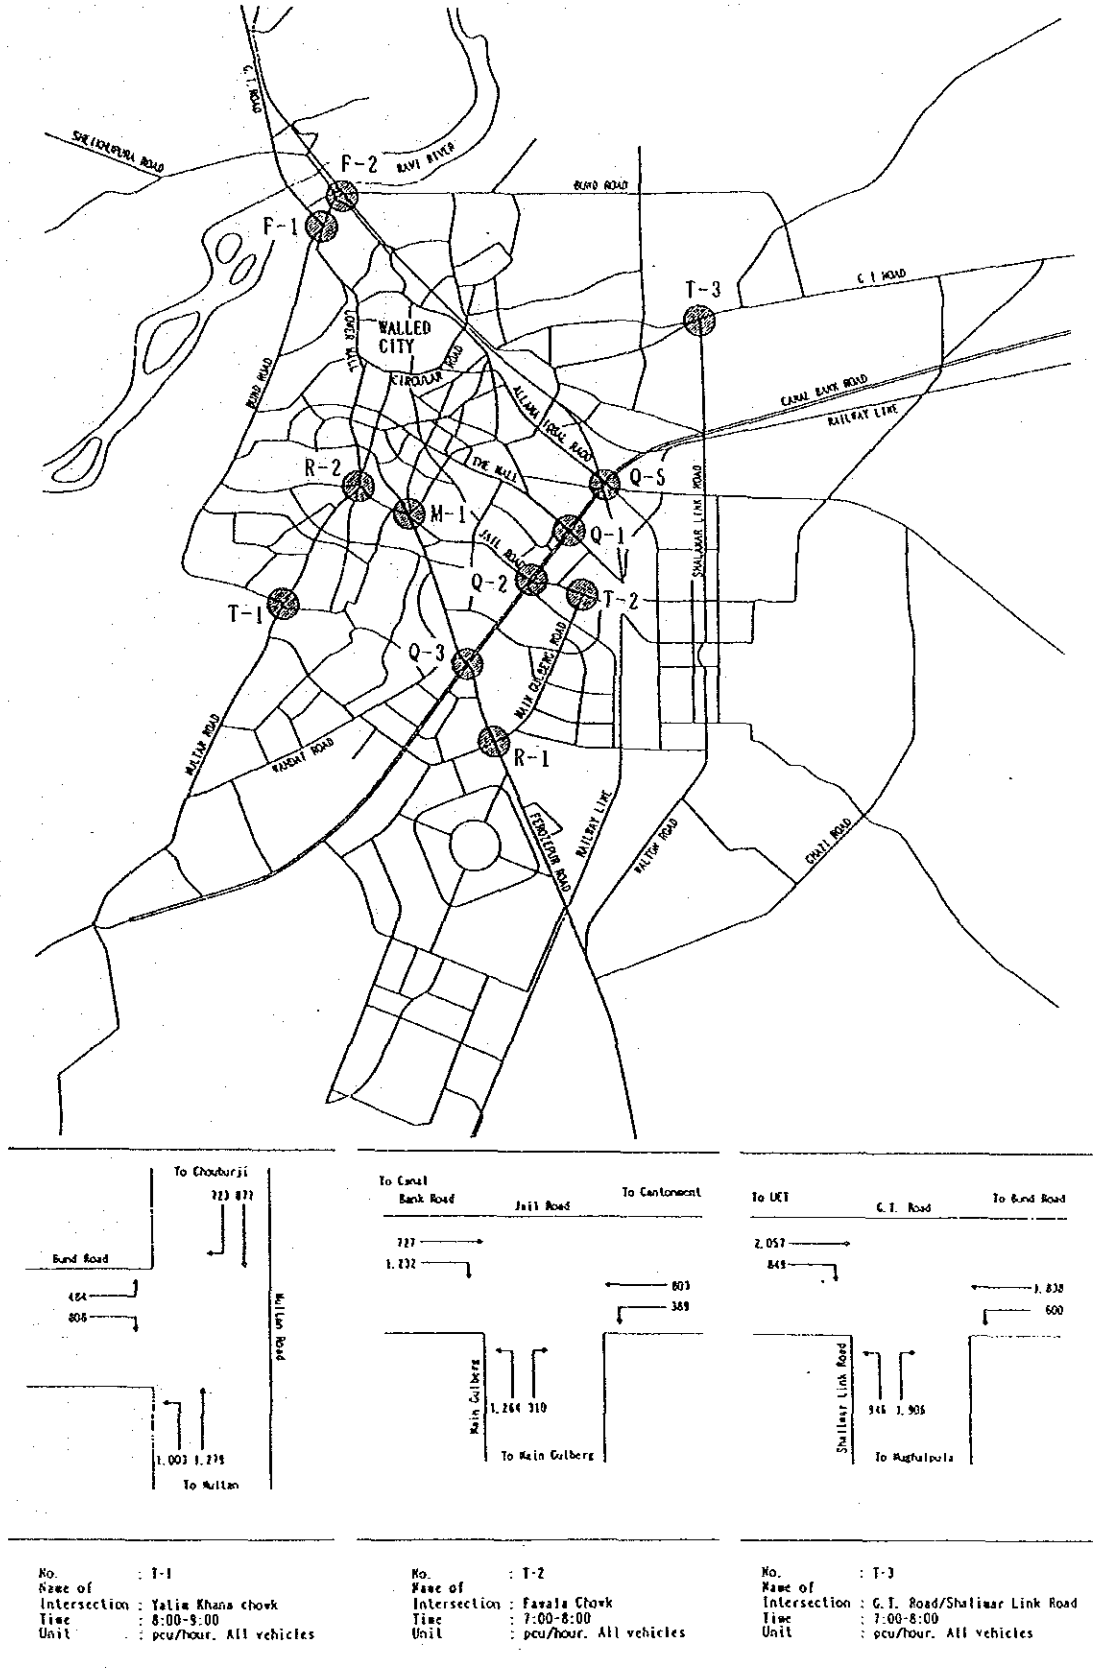 G.T. ROAD
SHEIKHUPURA ROAD
RAVI RIVER
F-2
BUND ROAD
F-1
G T ROAD
T-3
LOWER MALL
WALLED
CITY
CIRCULAR ROAD
BUND ROAD
ALLAMA IQBAL ROAD
CANAL BANK ROAD
RAILWAY LINE
THE MALL
R-2
Q-5
M-1
Q-1
JAIL ROAD
SHALAMAR LINK ROAD
Q-2
T-2
T-1
Q-3
MAIN GULBERG ROAD
MULTAN ROAD
WAHDAT ROAD
R-1
FEROZEPUR ROAD
RAILWAY LINE
WALTON ROAD
GHAZI ROAD
To Chouburji
723 877
Bund Road
464
806
Multan Road
1,003 1,279
To Multan
To Canal
Bank Road
Jail Road
To Cantonment
727
1,232
603
389
Main Gulberg
1,264 310
To Main Gulberg
To UET
G.T. Road
To Bund Road
2,057
849
1,838
600
Shalimar Link Road
946 1,906
To Mughalpula
No. : T-1
Name of
Intersection : Yatim Khana chowk
Time : 8:00-9:00
Unit : pcu/hour. All vehicles
No. : T-2
Name of
Intersection : Fawala Chowk
Time : 7:00-8:00
Unit : pcu/hour. All vehicles
No. : T-3
Name of
Intersection : G.T. Road/Shalimar Link Road
Time : 7:00-8:00
Unit : pcu/hour. All vehicles